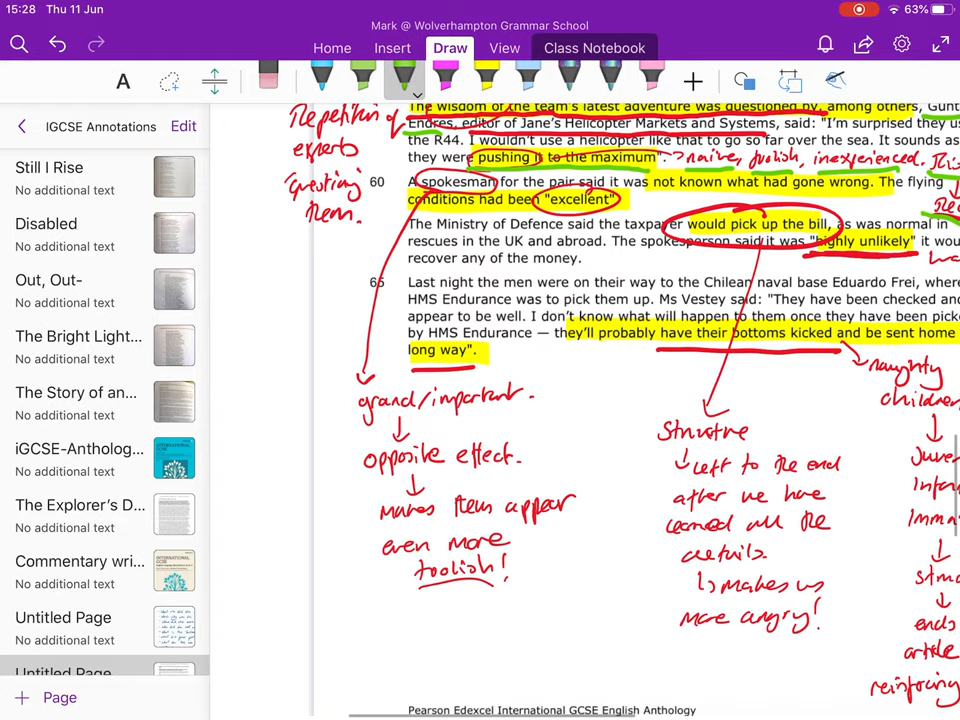 15:28 Thu 11 Jun
63%
Mark @ Wolverhampton Grammar School
Home Insert Draw View Class Notebook
A
IGCSE Annotations Edit
Still I Rise
No additional text
Disabled
No additional text
Out, Out-
No additional text
The Bright Light...
No additional text
The Story of an...
No additional text
iGCSE-Antholog...
No additional text
The Explorer's D...
No additional text
Commentary wri...
No additional text
Untitled Page
No additional text
Untitled Page
+ Page
Repetition of
experts
'questioning'
them.
The wisdom of the team's latest adventure was questioned by, among others, Gunt
Endres, editor of Jane's Helicopter Markets and Systems, said: "I'm surprised they us
the R44. I wouldn't use a helicopter like that to go so far over the sea. It sounds as
they were pushing it to the maximum".
naive, foolish, inexperienced.
60 A spokesman for the pair said it was not known what had gone wrong. The flying
conditions had been "excellent".
The Ministry of Defence said the taxpayer would pick up the bill, as was normal in
rescues in the UK and abroad. The spokesperson said it was "highly unlikely" it wou
recover any of the money.
65 Last night the men were on their way to the Chilean naval base Eduardo Frei, where
HMS Endurance was to pick them up. Ms Vestey said: "They have been checked and
appear to be well. I don't know what will happen to them once they have been picke
by HMS Endurance — they'll probably have their bottoms kicked and be sent home
long way".
grand/important.
opposite effect.
makes them appear
even more
foolish!
Structure
left to the end
after we have
learned all the
details.
makes us
more angry!
naughty
children
Juven
Infan
Imma
Stru
ends
article
reinforcing
Pearson Edexcel International GCSE English Anthology